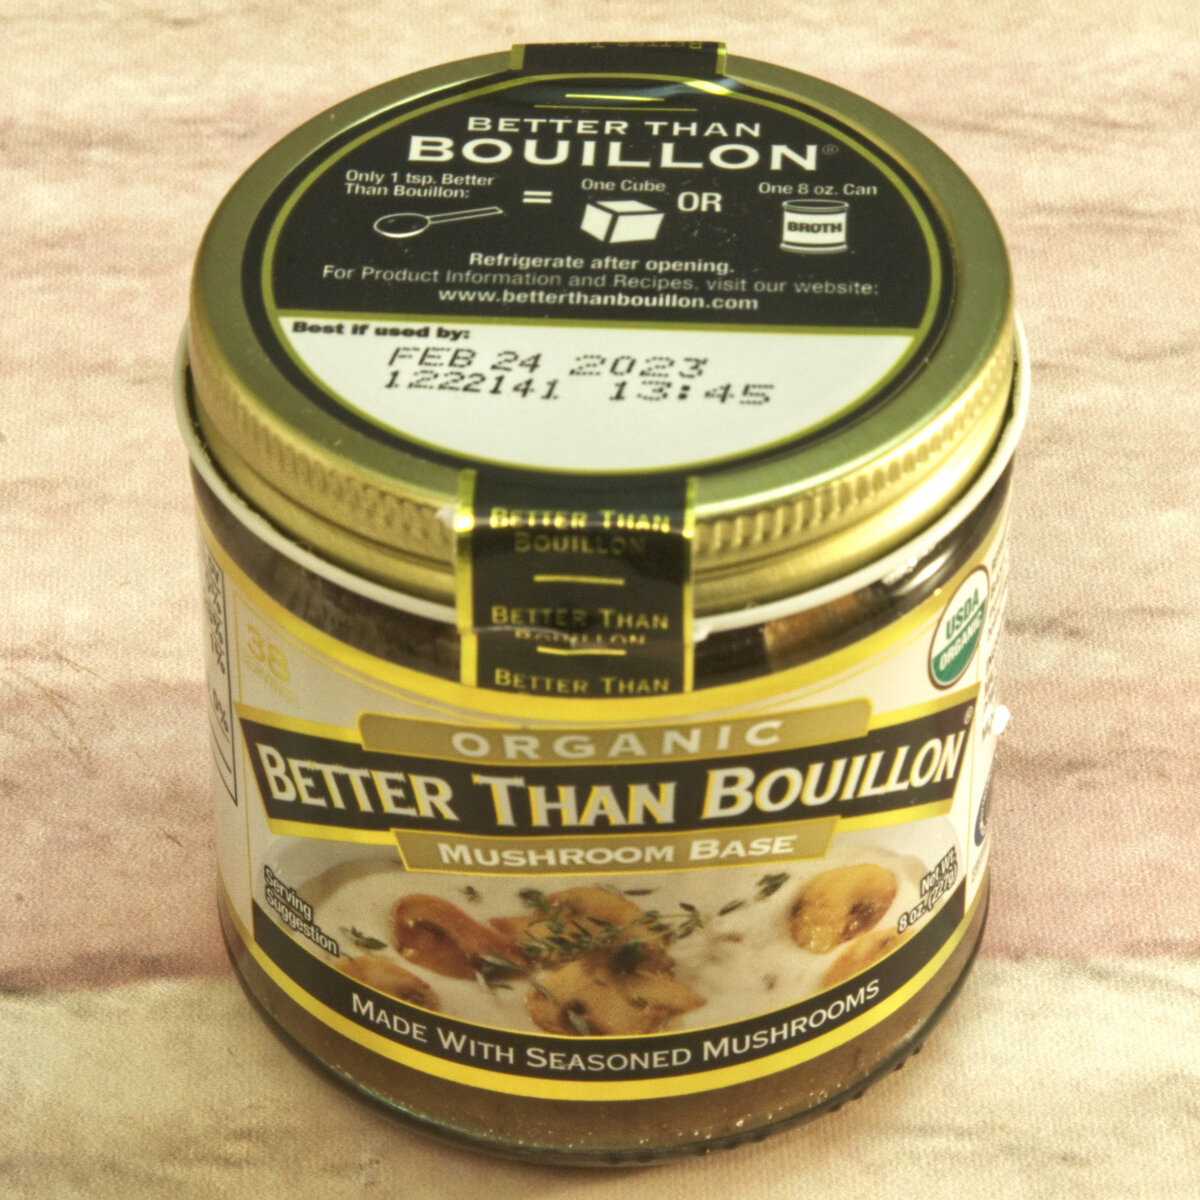 BETTER THAN
BOUILLON®
Only 1 tsp. Better
Than Bouillon:
=
One Cube
OR
One 8 oz. Can
BROTH
Refrigerate after opening.
For Product Information and Recipes, visit our website:
www.betterthanbouillon.com
Best if used by:
FEB 24 2023
1222141 13:45
BETTER THAN
BOUILLON
BETTER THAN
BOUILLON
BETTER THAN
USDA
ORGANIC
38
ORGANIC
BETTER THAN BOUILLON®
MUSHROOM BASE
Serving
Suggestion
Net Wt.
8 oz. (227g)
MADE WITH SEASONED MUSHROOMS